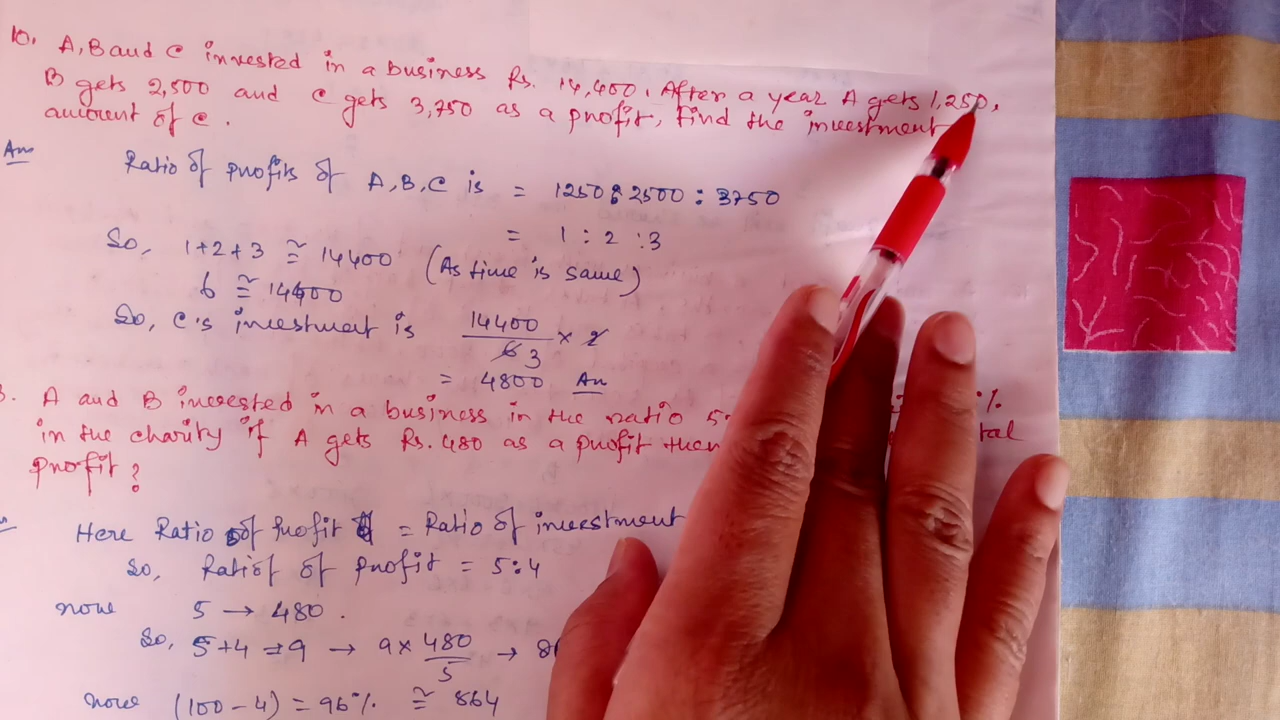 10. A, B and C invested in a business Rs. 14,400. After a year A gets 1,250,
B gets 2,500 and C gets 3,750 as a profit, find the investment
amount of C.
Ans
Ratio of profits of A, B, C is = 1250 : 2500 : 3750
= 1 : 2 : 3
So, 1+2+3 ≅ 14400 (As time is same)
6 ≅ 14400
So, C's investment is 14400/6 3 × 2
= 4800 An
A and B invested in a business in the ratio 5 %
in the charity if A gets Rs. 480 as a profit then
profit?
Here Ratio of profit = Ratio of investment
So, Ratiof of profit = 5:4
now 5 → 480.
So, 5+4 = 9 → 9 × 480/5 →
now (100 - 4) = 96% ≅ 864